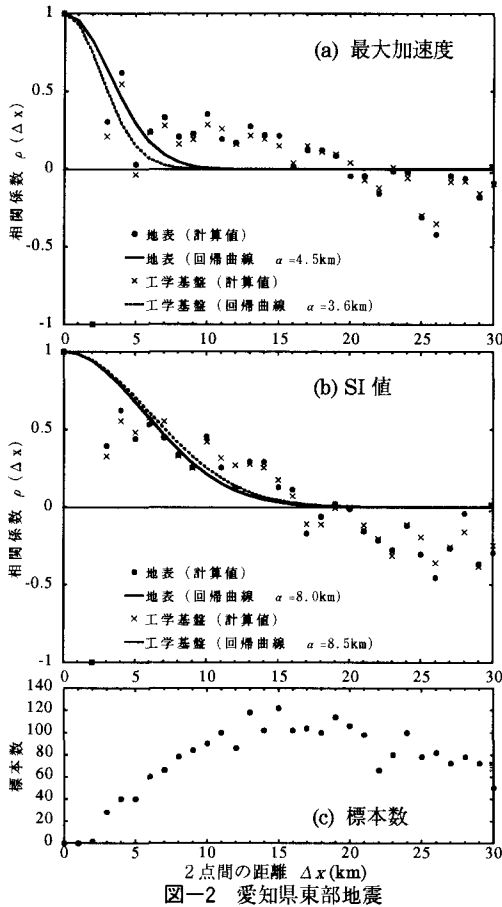 (a) 最大加速度
相関係数 ρ(Δx)
1
0.5
0
-0.5
-1
● 地表 (計算値)
地表 (回帰曲線 α=4.5km)
× 工学基盤 (計算値)
工学基盤 (回帰曲線 α=3.6km)
0 5 10 15 20 25 30
(b) SI 値
相関係数 ρ(Δx)
1
0.5
0
-0.5
-1
● 地表 (計算値)
地表 (回帰曲線 α=8.0km)
× 工学基盤 (計算値)
工学基盤 (回帰曲線 α=8.5km)
0 5 10 15 20 25 30
標本数
140
120
100
80
60
40
20
0
(c) 標本数
0 5 10 15 20 25 30
2点間の距離 Δx(km)
図－2 愛知県東部地震